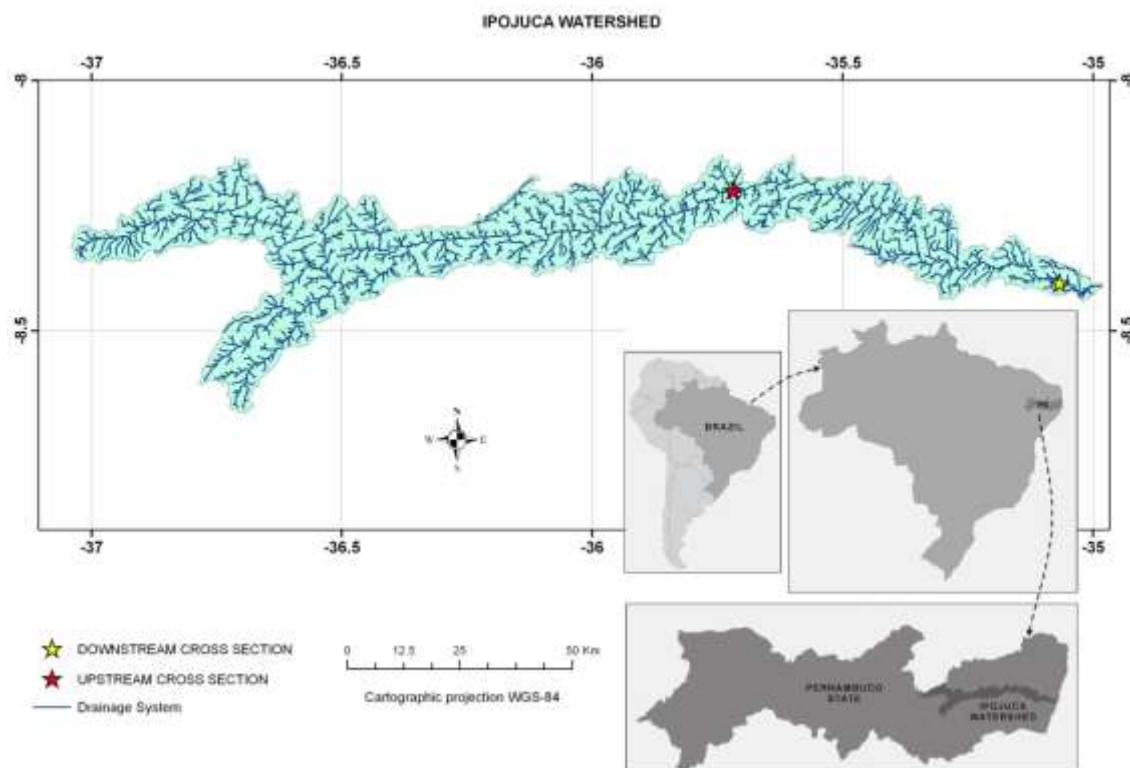 IPOJUCA WATERSHED
-37 -36.5 -36 -35.5 -35
-8 -8
-8.5 -8.5
N
W E
S
BRAZIL
PE
-37 -36.5 -36 -35
DOWNSTREAM CROSS SECTION
UPSTREAM CROSS SECTION
Drainage System
0 12.5 25 50 Km
Cartographic projection WGS-84
PERNAMBUCO
STATE
IPOJUCA
WATERSHED